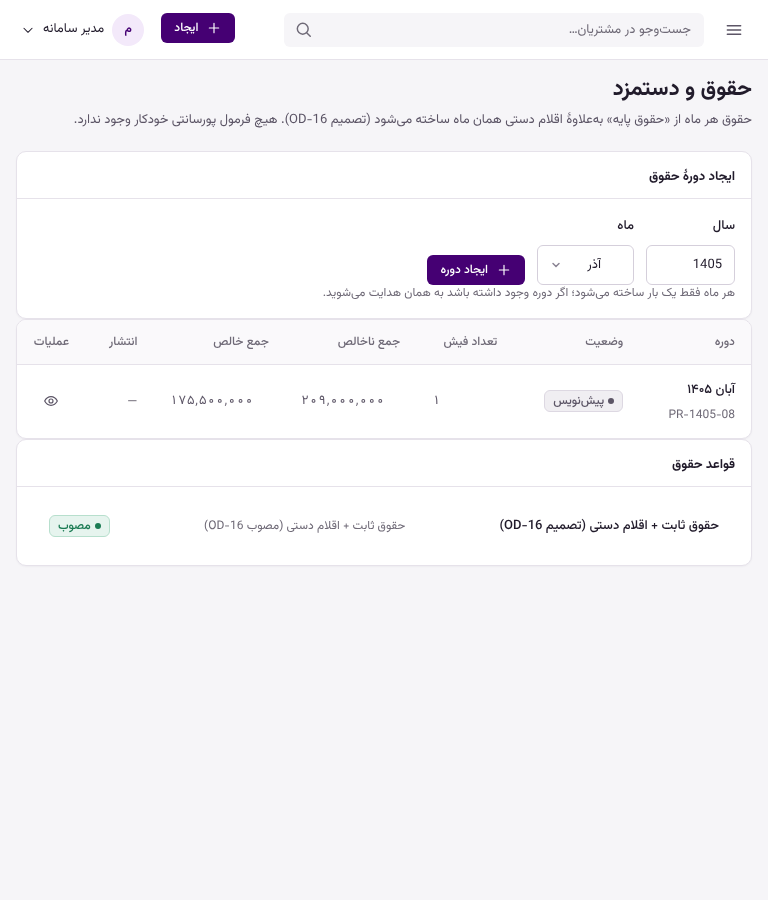 جست‌وجو در مشتریان...
ایجاد
م
مدیر سامانه
حقوق و دستمزد
حقوق هر ماه از «حقوق پایه» به‌علاوهٔ اقلام دستی همان ماه ساخته می‌شود (تصمیم OD-16). هیچ فرمول پورسانتی خودکار وجود ندارد.
ایجاد دورهٔ حقوق
سال
ماه
1405
آذر
ایجاد دوره
هر ماه فقط یک بار ساخته می‌شود؛ اگر دوره وجود داشته باشد به همان هدایت می‌شوید.
دوره وضعیت تعداد فیش جمع ناخالص جمع خالص انتشار عملیات
آبان ۱۴۰۵
PR-1405-08
پیش‌نویس
۱
۲۰۹,۰۰۰,۰۰۰
۱۷۵,۵۰۰,۰۰۰
—
قواعد حقوق
حقوق ثابت + اقلام دستی (تصمیم OD-16)
حقوق ثابت + اقلام دستی (مصوب OD-16)
مصوب